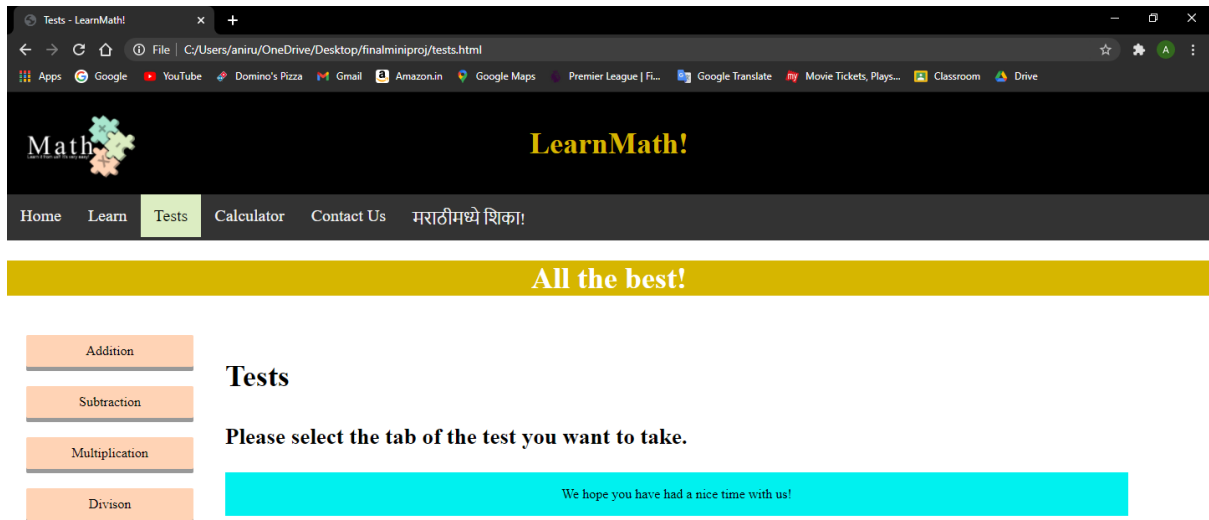 Tests - LearnMath!
File | C:/Users/aniru/OneDrive/Desktop/finalminiproj/tests.html
A
Apps Google YouTube Domino's Pizza Gmail Amazon.in Google Maps Premier League | Fi... Google Translate Movie Tickets, Plays... Classroom Drive
Math
LearnMath!
Home Learn Tests Calculator Contact Us मराठीमध्ये शिका!
All the best!
Addition
Subtraction
Multiplication
Divison
Tests
Please select the tab of the test you want to take.
We hope you have had a nice time with us!